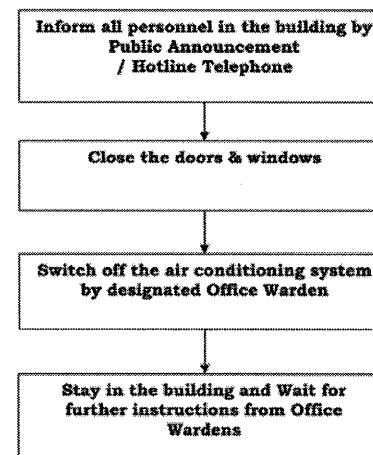 Inform all personnel in the building by
Public Announcement
/ Hotline Telephone
Close the doors & windows
Switch off the air conditioning system
by designated Office Warden
Stay in the building and Wait for
further instructions from Office
Wardens